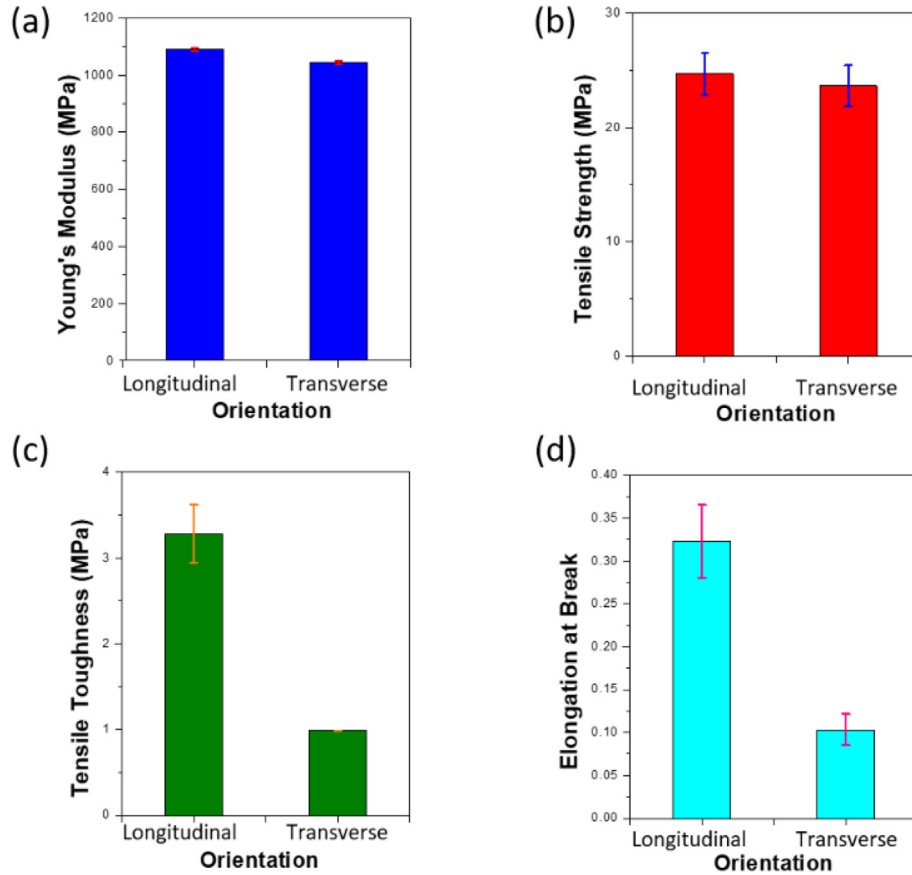 (a)
Young's Modulus (MPa)
1200
1000
800
600
400
200
0
Longitudinal Transverse
Orientation
(b)
Tensile Strength (MPa)
30
20
10
0
Longitudinal Transverse
Orientation
(c)
Tensile Toughness (MPa)
4
3
2
1
0
Longitudinal Transverse
Orientation
(d)
Elongation at Break
0.40
0.35
0.30
0.25
0.20
0.15
0.10
0.05
0.00
Longitudinal Transverse
Orientation